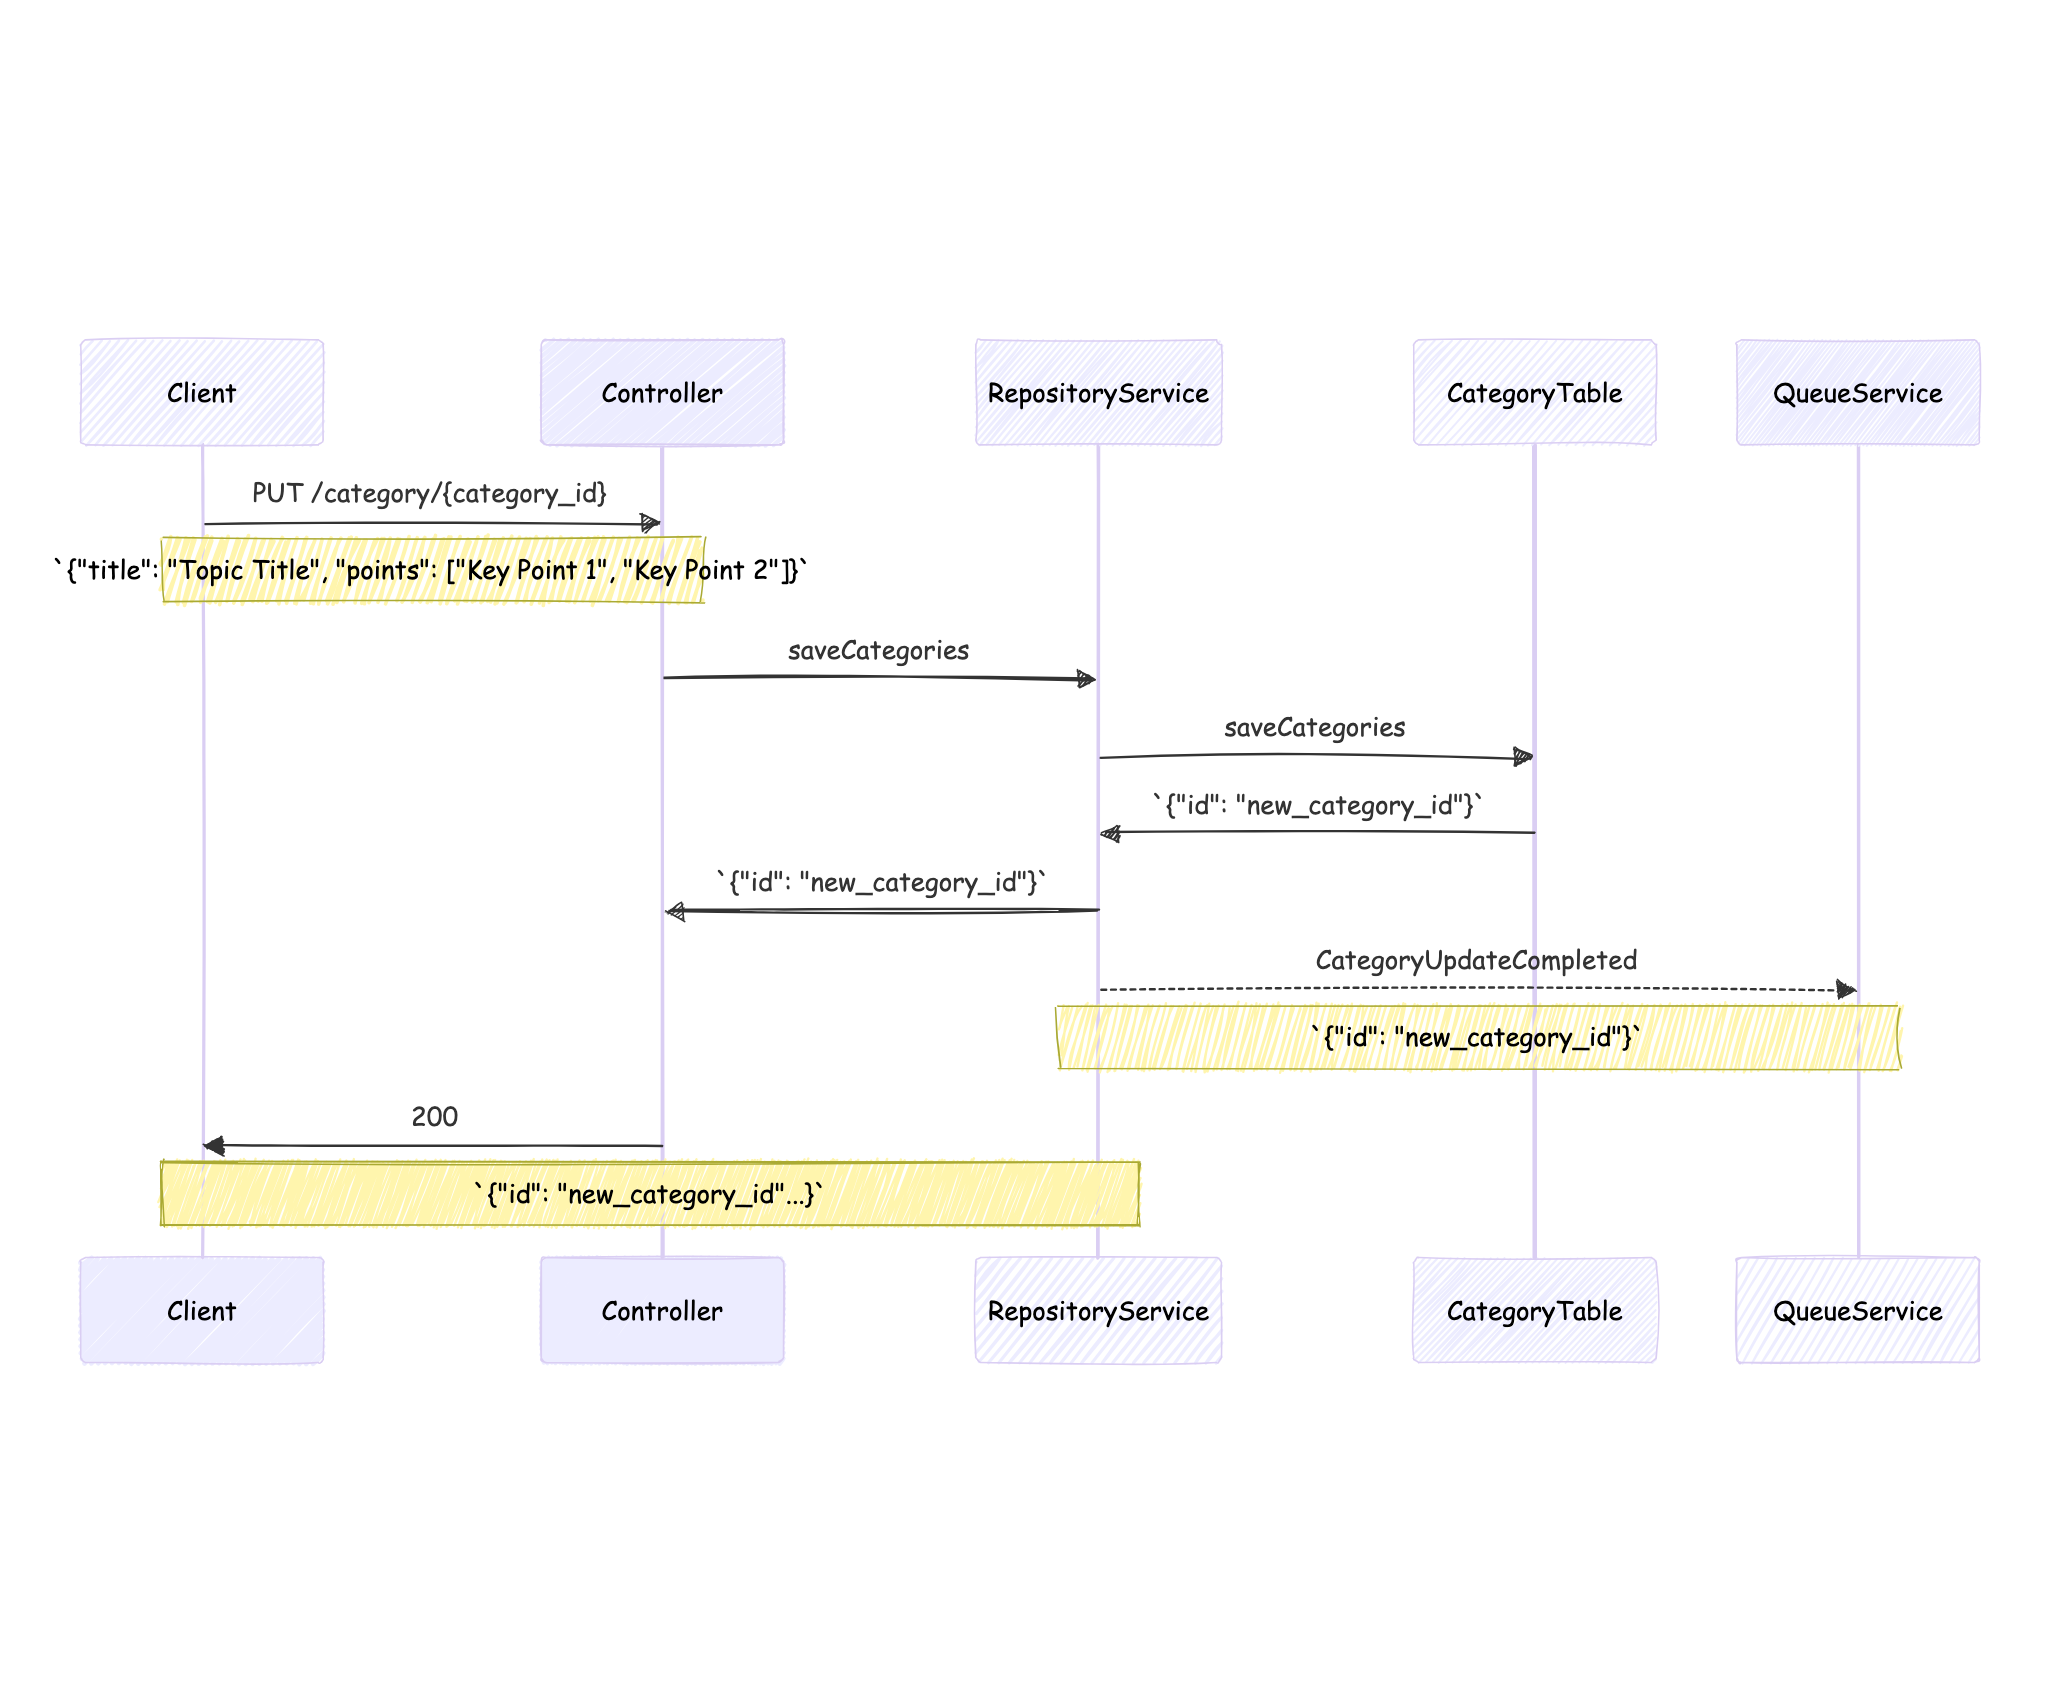 Client
Controller
RepositoryService
CategoryTable
QueueService
PUT /category/{category_id}
`{"title": "Topic Title", "points": ["Key Point 1", "Key Point 2"]}`
saveCategories
saveCategories
`{"id": "new_category_id"}`
`{"id": "new_category_id"}`
CategoryUpdateCompleted
`{"id": "new_category_id"}`
200
`{"id": "new_category_id"...}`
Client
Controller
RepositoryService
CategoryTable
QueueService